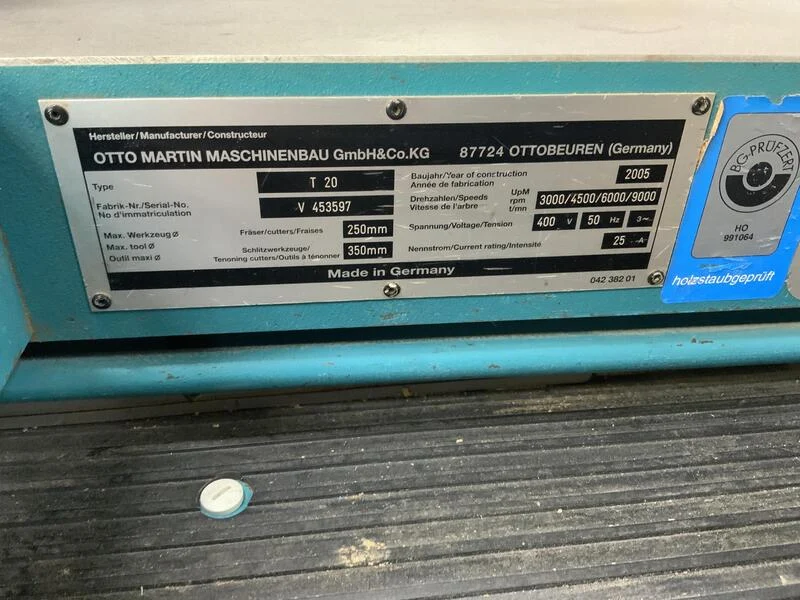 Hersteller/Manufacturer/Constructeur
OTTO MARTIN MASCHINENBAU GmbH&Co.KG 87724 OTTOBEUREN (Germany)
Type T 20
Fabrik-Nr./Serial-No.
No d'immatriculation V 453597
Max. Werkzeug Ø
Max. tool Ø
Outil maxi Ø
Fräser/cutters/Fraises 250mm
Schlitzwerkzeuge/
Tenoning cutters/Outils à tenonner 350mm
Baujahr/Year of construction
Année de fabrication 2005
Drehzahlen/Speeds
Vitesse de l'arbre
UpM
rpm
t/mn
3000/4500/6000/9000
Spannung/Voltage/Tension 400 V 50 Hz 3~
Nennstrom/Current rating/Intensité 25 A
Made in Germany
042 382 01
BG-PRÜFZERT
HO
991064
holzstaubgeprüft